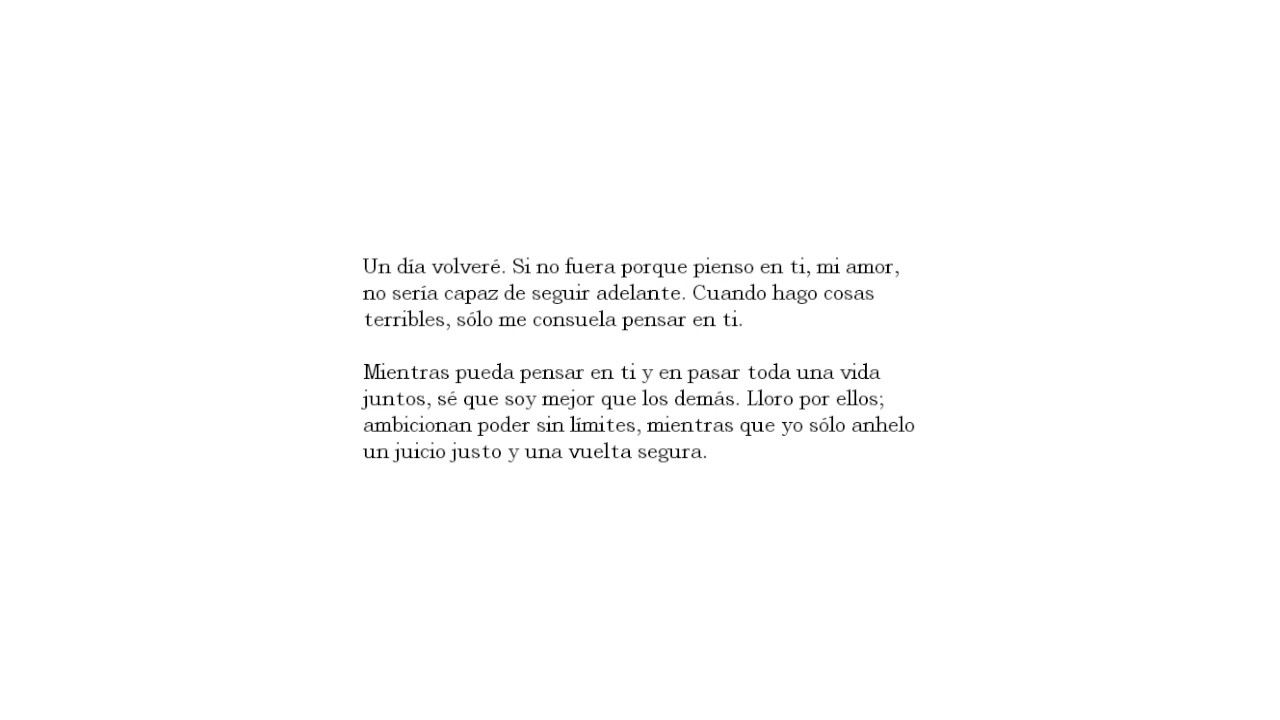 Un día volveré. Si no fuera porque pienso en ti, mi amor,
no sería capaz de seguir adelante. Cuando hago cosas
terribles, sólo me consuela pensar en ti.
Mientras pueda pensar en ti y en pasar toda una vida
juntos, sé que soy mejor que los demás. Lloro por ellos;
ambicionan poder sin límites, mientras que yo sólo anhelo
un juicio justo y una vuelta segura.